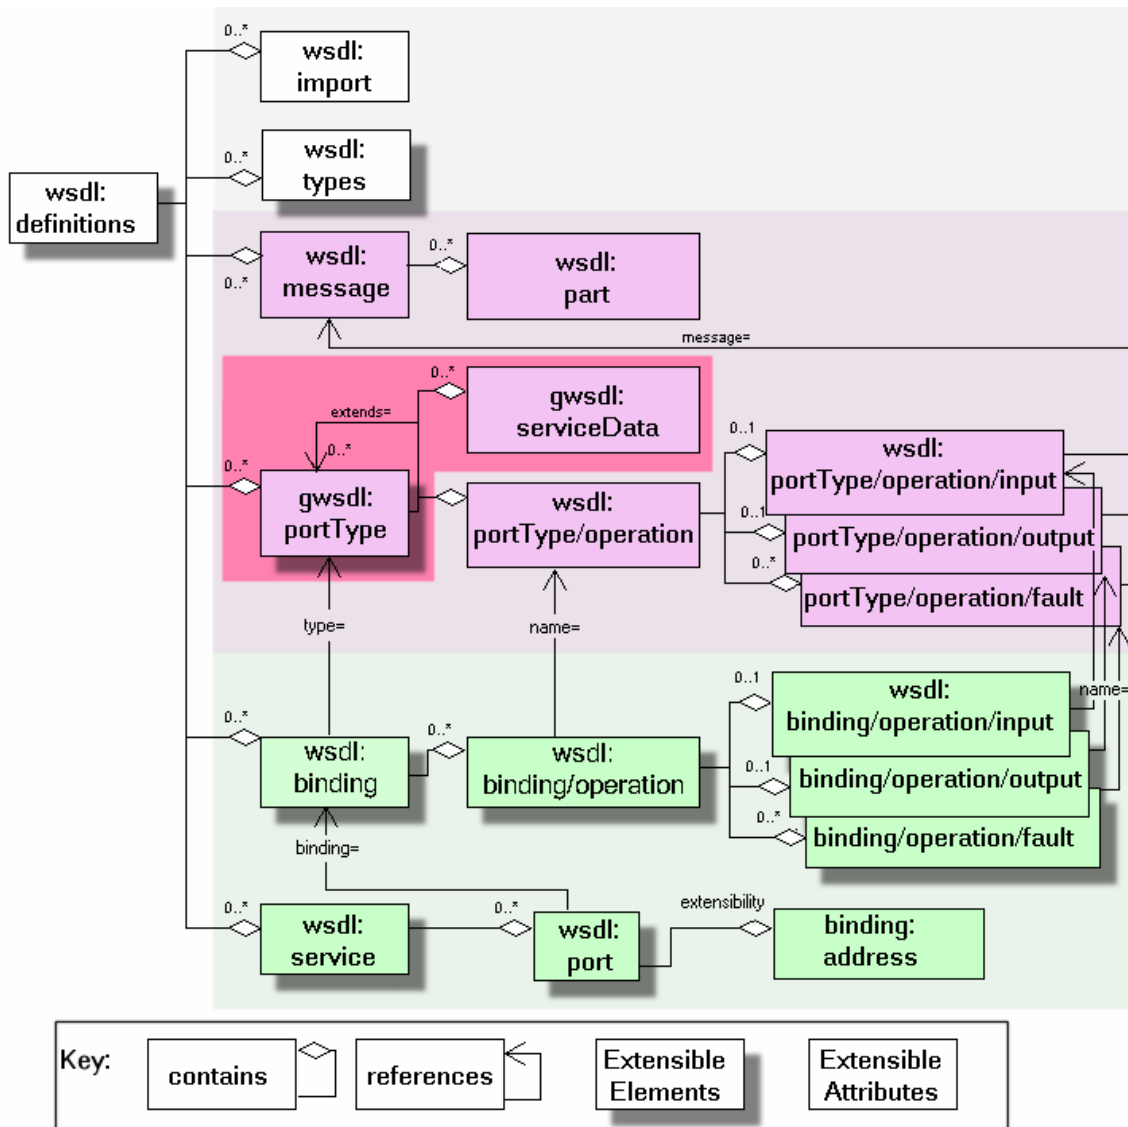 0..*
wsdl:
import
0..*
wsdl:
types
wsdl:
definitions
wsdl:
message
0..*
0..*
wsdl:
part
message=
0..*
gwsdl:
serviceData
extends=
0..*
0..*
gwsdl:
portType
wsdl:
portType/operation
0..1
wsdl:
portType/operation/input
0..1
portType/operation/output
0..*
portType/operation/fault
type=
name=
0..*
wsdl:
binding
0..*
wsdl:
binding/operation
0..1
wsdl:
binding/operation/input
name=
0..1
binding/operation/output
0..*
binding/operation/fault
binding=
0..*
wsdl:
service
0..*
wsdl:
port
extensibility
binding:
address
Key:
contains
references
Extensible
Elements
Extensible
Attributes